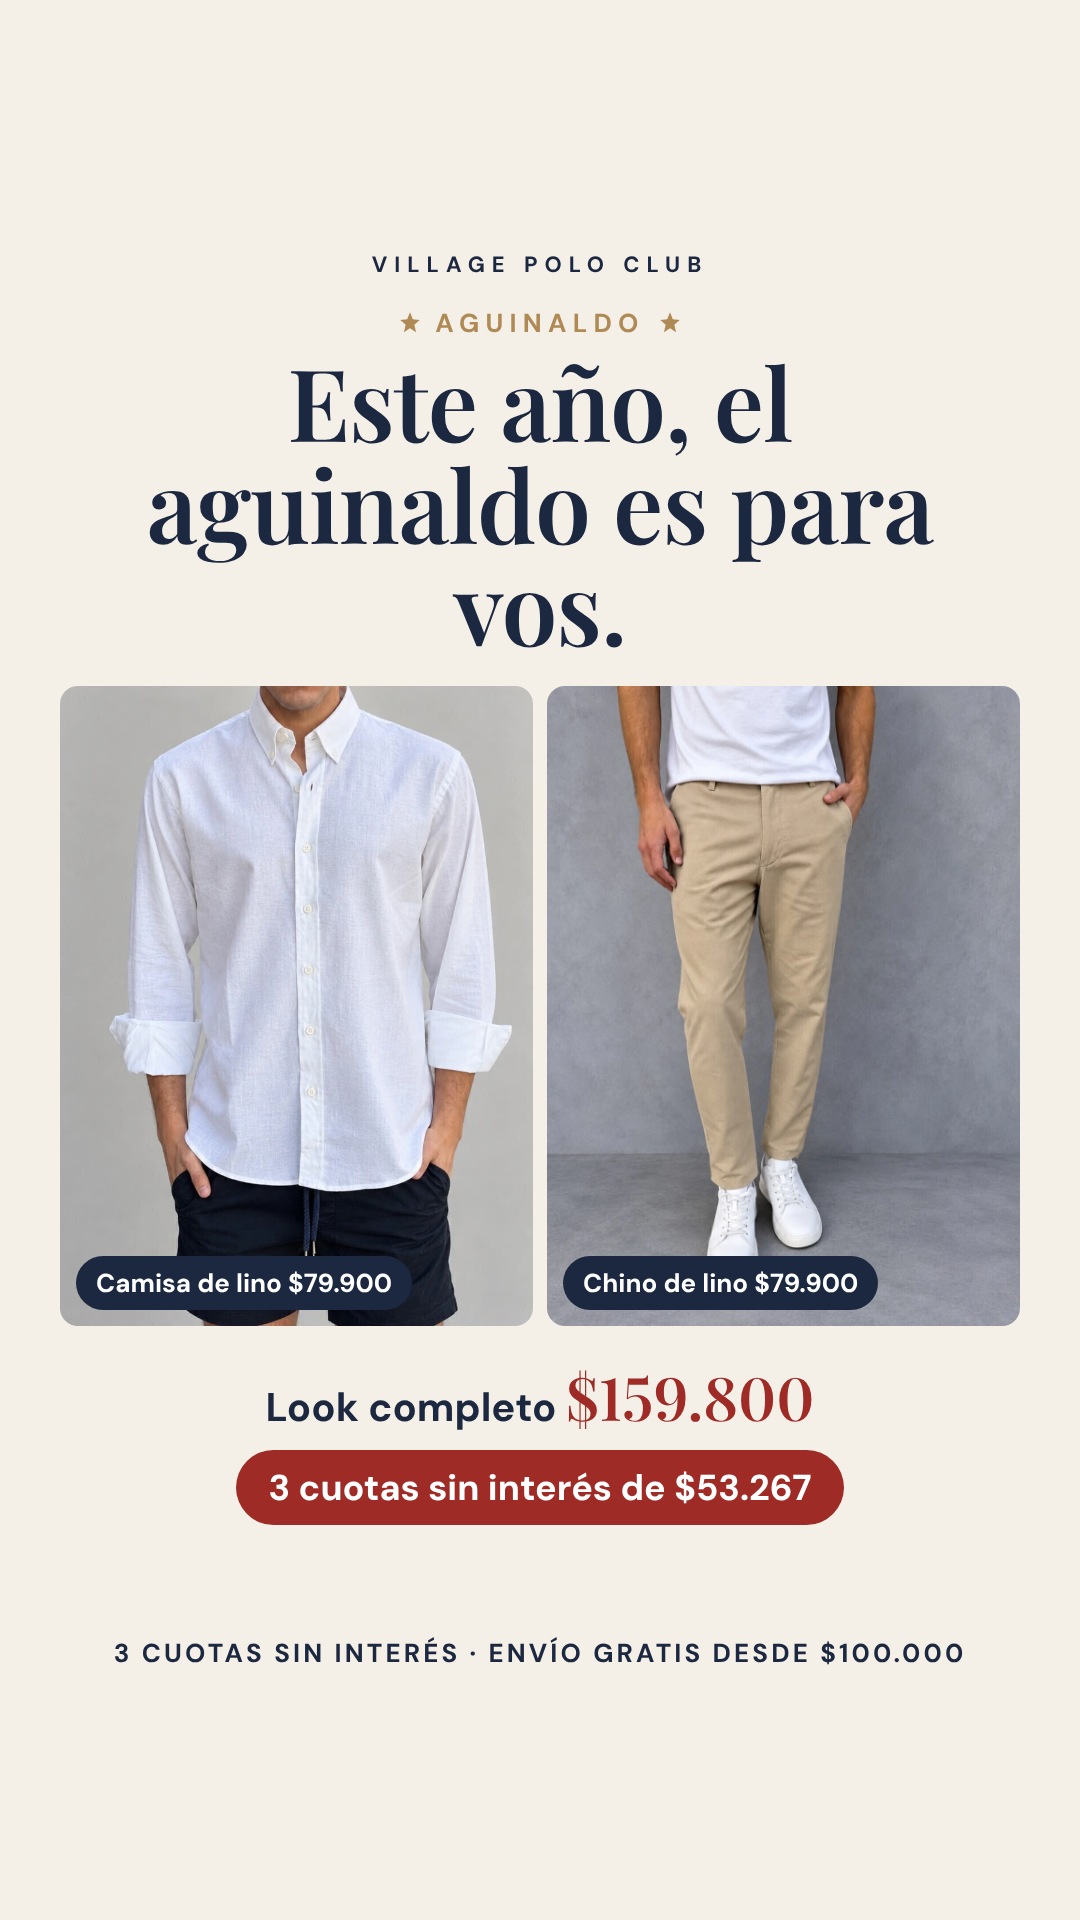 VILLAGE POLO CLUB
★ AGUINALDO ★
Este año, el
aguinaldo es para
vos.
Camisa de lino $79.900
Chino de lino $79.900
Look completo $159.800
3 cuotas sin interés de $53.267
3 CUOTAS SIN INTERÉS · ENVÍO GRATIS DESDE $100.000